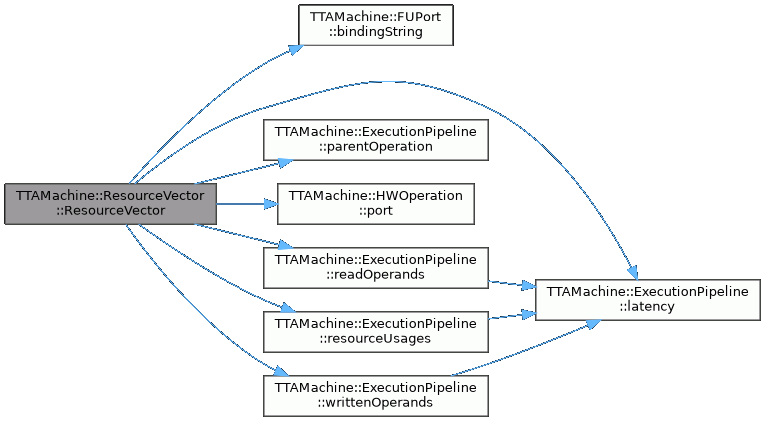 TTAMachine::FUPort
::bindingString
TTAMachine::ExecutionPipeline
::parentOperation
TTAMachine::ResourceVector
::ResourceVector
TTAMachine::HWOperation
::port
TTAMachine::ExecutionPipeline
::readOperands
TTAMachine::ExecutionPipeline
::latency
TTAMachine::ExecutionPipeline
::resourceUsages
TTAMachine::ExecutionPipeline
::writtenOperands